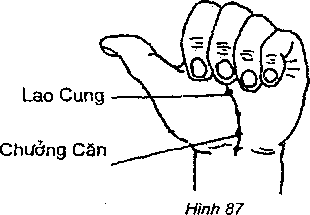 Lao Cung
Chưởng Căn
Hình 87